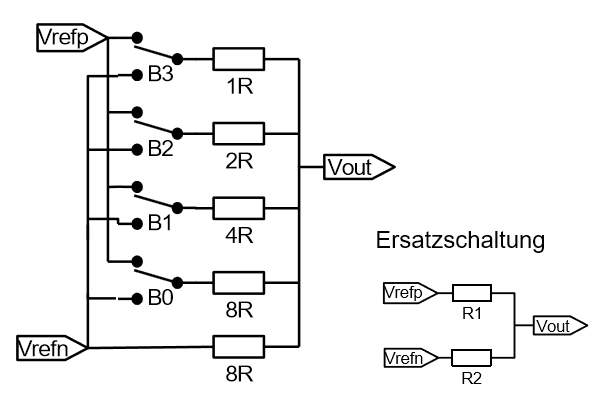 Vrefp
B3
1R
B2
2R
Vout
B1
4R
Ersatzschaltung
B0
8R
Vrefp
R1
Vout
Vrefn
8R
Vrefn
R2